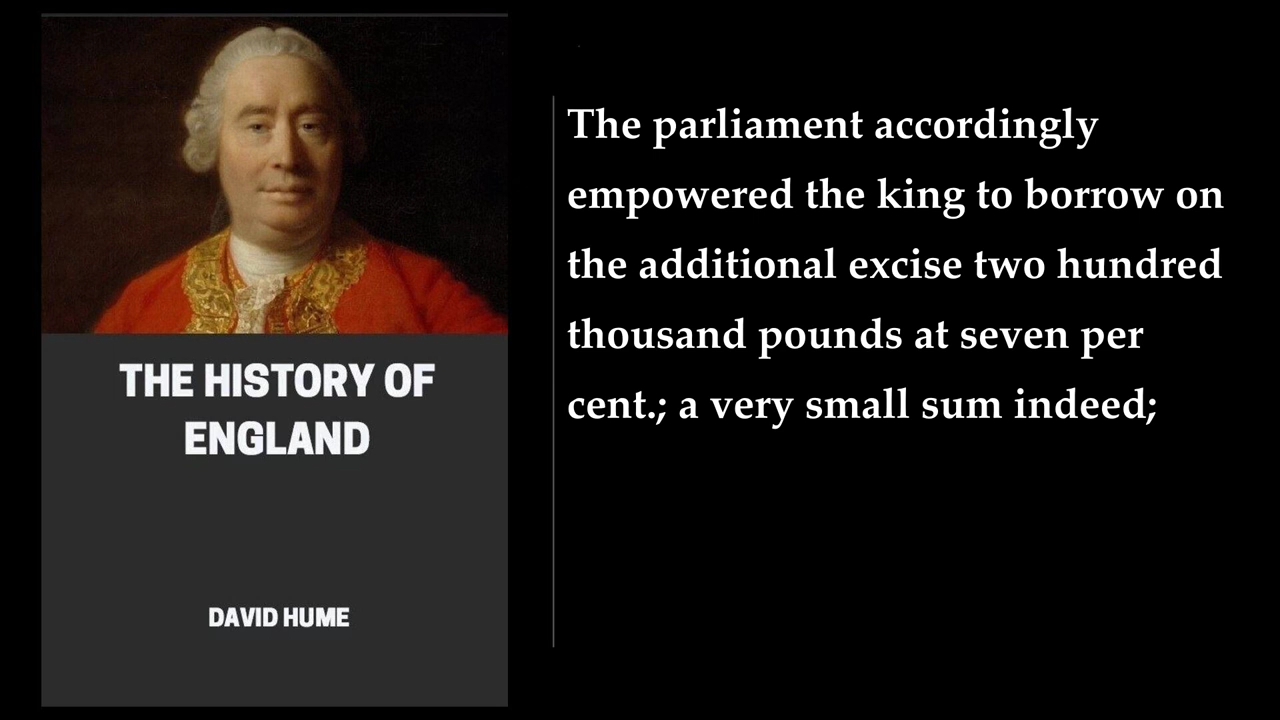 THE HISTORY OF
ENGLAND
DAVID HUME
The parliament accordingly
empowered the king to borrow on
the additional excise two hundred
thousand pounds at seven per
cent.; a very small sum indeed;